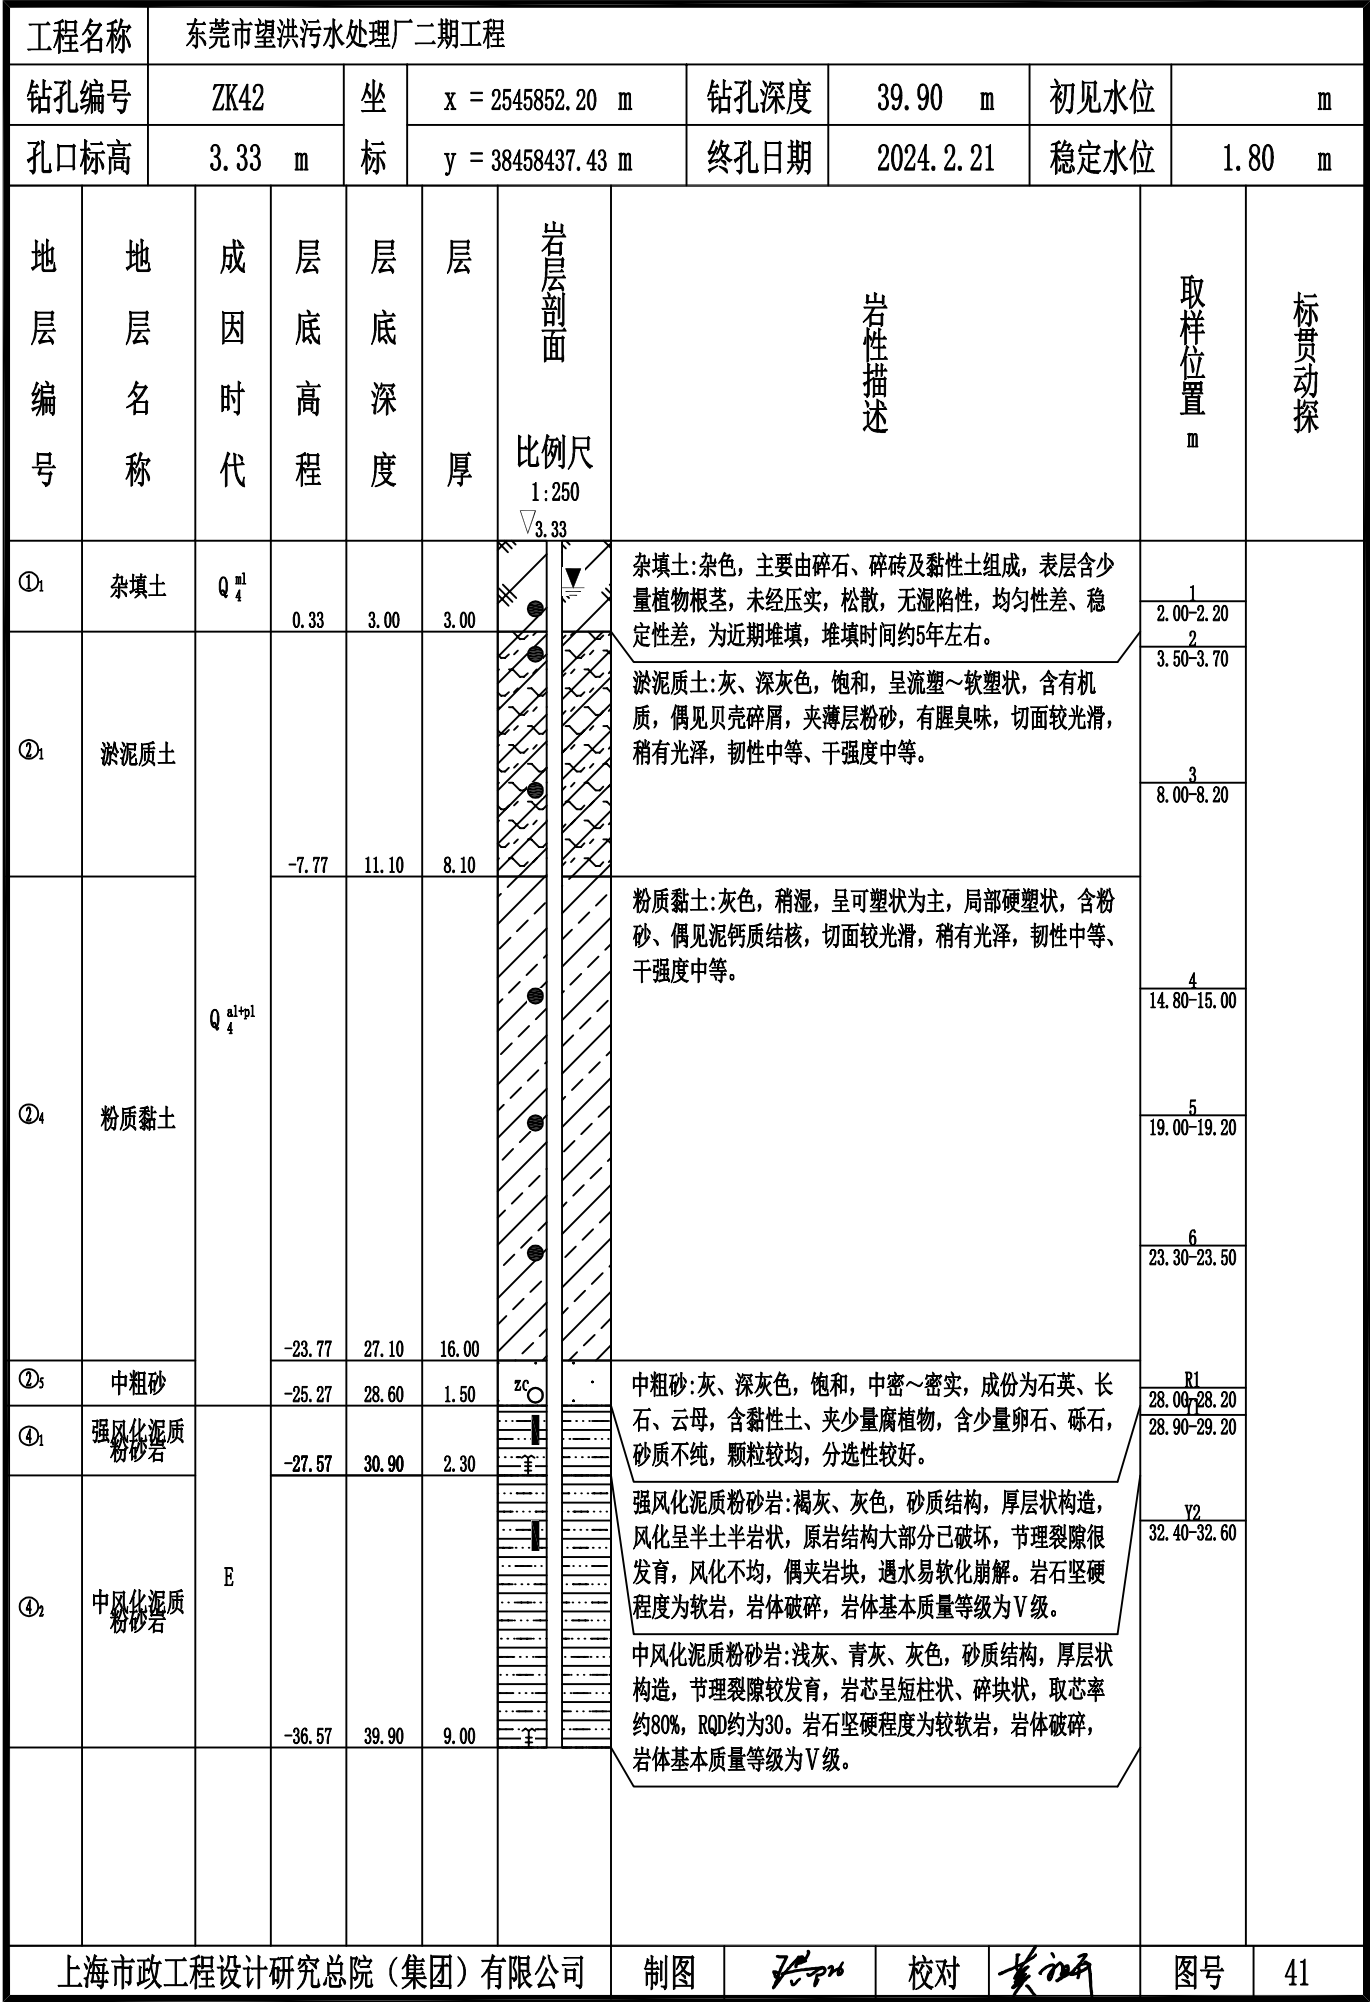 工程名称 东莞市望洪污水处理厂二期工程
钻孔编号 ZK42 坐 x = 2545852.20 m 钻孔深度 39.90 m 初见水位 m
孔口标高 3.33 m 标 y = 38458437.43 m 终孔日期 2024.2.21 稳定水位 1.80 m
地层编号 地层名称 成因时代 层底高程 层底深度 层厚 岩层剖面 岩性描述 取样位置 m 标贯动探
比例尺
1:250
3.33
①1 杂填土 Q4ml 0.33 3.00 3.00
杂填土:杂色，主要由碎石、碎砖及黏性土组成，表层含少
量植物根茎，未经压实，松散，无湿陷性，均匀性差、稳
定性差，为近期堆填，堆填时间约5年左右。
1
2.00-2.20
2
3.50-3.70
②1 淤泥质土 -7.77 11.10 8.10
淤泥质土:灰、深灰色，饱和，呈流塑～软塑状，含有机
质，偶见贝壳碎屑，夹薄层粉砂，有腥臭味，切面较光滑，
稍有光泽，韧性中等、干强度中等。
3
8.00-8.20
Q4al+pl
②4 粉质黏土 -23.77 27.10 16.00
粉质黏土:灰色，稍湿，呈可塑状为主，局部硬塑状，含粉
砂、偶见泥钙质结核，切面较光滑，稍有光泽，韧性中等、
干强度中等。
4
14.80-15.00
5
19.00-19.20
6
23.30-23.50
②5 中粗砂 -25.27 28.60 1.50
zc
中粗砂:灰、深灰色，饱和，中密～密实，成份为石英、长
石、云母，含黏性土、夹少量腐植物，含少量卵石、砾石，
砂质不纯，颗粒较均，分选性较好。
R1
28.00-28.20
Y1
28.90-29.20
④1 强风化泥质
粉砂岩 -27.57 30.90 2.30
强风化泥质粉砂岩:褐灰、灰色，砂质结构，厚层状构造，
风化呈半土半岩状，原岩结构大部分已破坏，节理裂隙很
发育，风化不均，偶夹岩块，遇水易软化崩解。岩石坚硬
程度为软岩，岩体破碎，岩体基本质量等级为Ⅴ级。
Y2
32.40-32.60
E
④2 中风化泥质
粉砂岩 -36.57 39.90 9.00
中风化泥质粉砂岩:浅灰、青灰、灰色，砂质结构，厚层状
构造，节理裂隙较发育，岩芯呈短柱状、碎块状，取芯率
约80%，RQD约为30。岩石坚硬程度为较软岩，岩体破碎，
岩体基本质量等级为Ⅴ级。
上海市政工程设计研究总院（集团）有限公司 制图 校对 图号 41